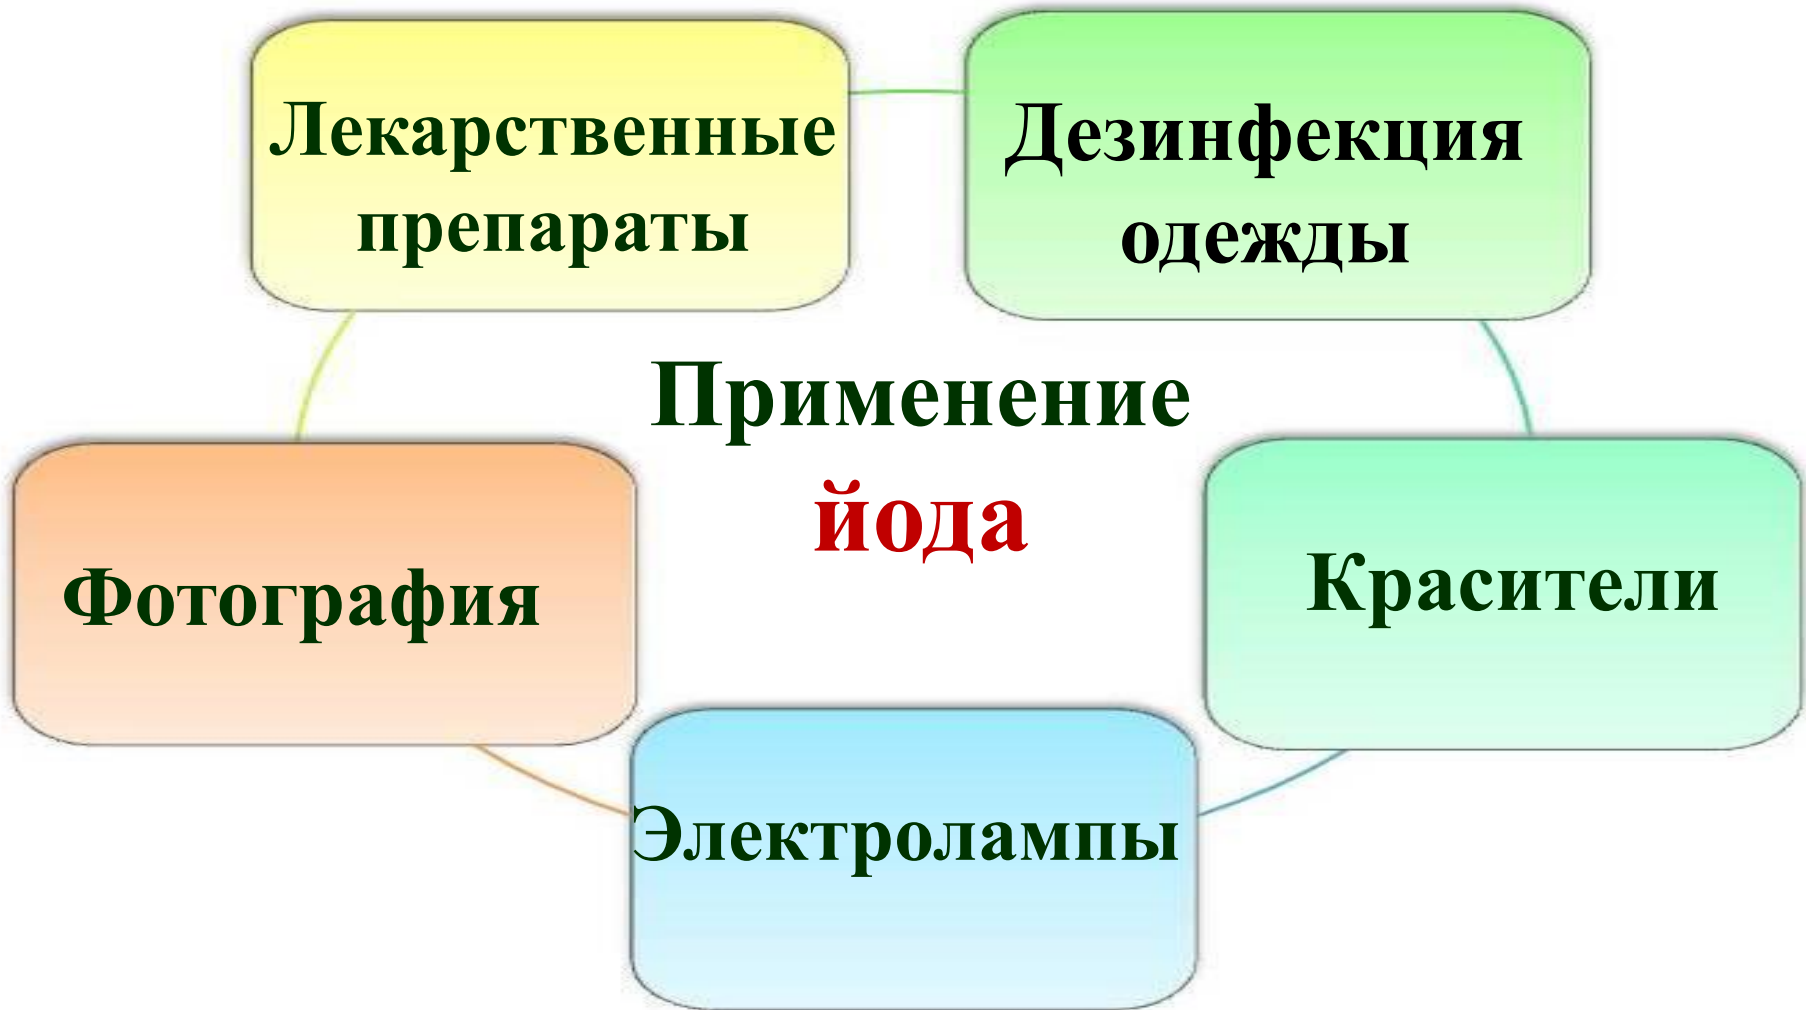 Лекарственные
препараты
Дезинфекция
одежды
Применение
йода
Фотография
Красители
Электролампы